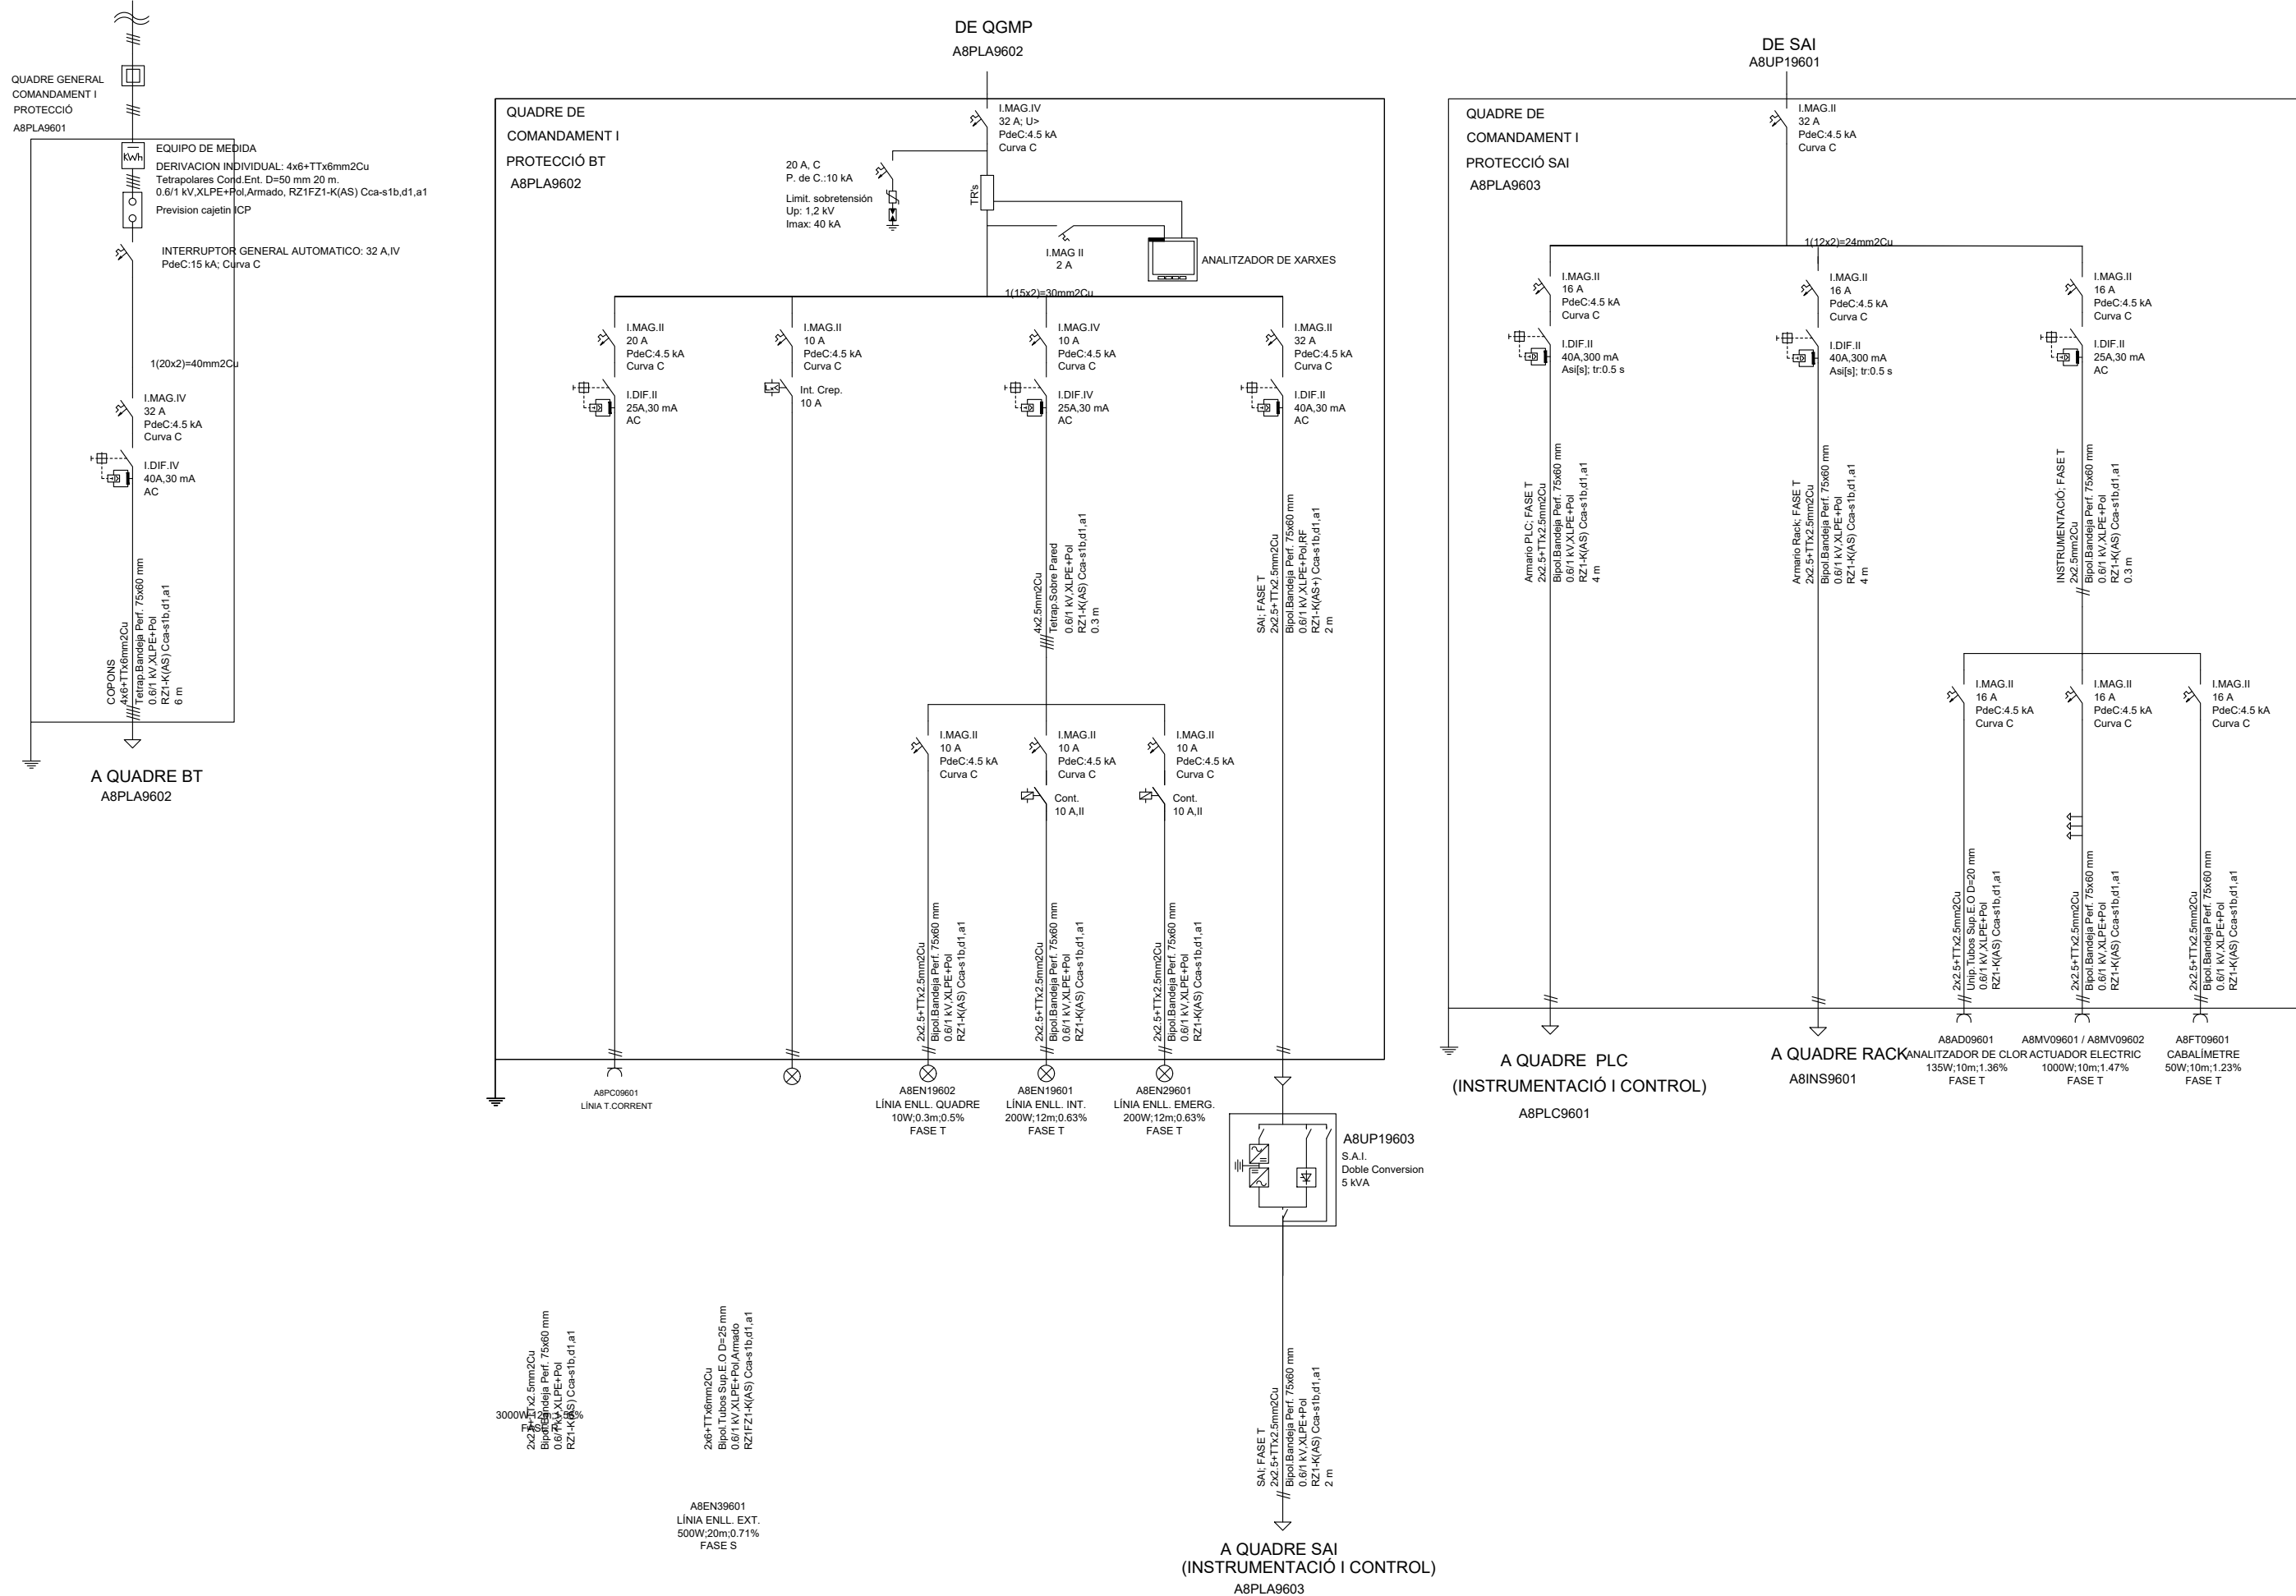 QUADRE GENERAL
COMANDAMENT I
PROTECCIÓ
A8PLA9601
KWh
EQUIPO DE MEDIDA
DERIVACION INDIVIDUAL: 4x6+TTx6mm2Cu
Tetrapolares Cond.Ent. D=50 mm 20 m.
0.6/1 kV,XLPE+Pol,Armado, RZ1FZ1-K(AS) Cca-s1b,d1,a1
Prevision cajetin ICP
INTERRUPTOR GENERAL AUTOMATICO: 32 A,IV
PdeC:15 kA; Curva C
1(20x2)=40mm2Cu
I.MAG.IV
32 A
PdeC:4.5 kA
Curva C
I.DIF.IV
40A,30 mA
AC
COPONS
4x6+TTx6mm2Cu
Tetrap.Bandeja Perf. 75x60 mm
0.6/1 kV,XLPE+Pol
RZ1-K(AS) Cca-s1b,d1,a1
6 m
A QUADRE BT
A8PLA9602
DE QGMP
A8PLA9602
QUADRE DE
COMANDAMENT I
PROTECCIÓ BT
A8PLA9602
I.MAG.IV
32 A; U>
PdeC:4.5 kA
Curva C
20 A, C
P. de C.:10 kA
Limit. sobretensión
Up: 1,2 kV
Imax: 40 kA
TR's
I.MAG II
2 A
ANALITZADOR DE XARXES
1(15x2)=30mm2Cu
I.MAG.II
20 A
PdeC:4.5 kA
Curva C
I.DIF.II
25A,30 mA
AC
I.MAG.II
10 A
PdeC:4.5 kA
Curva C
Int. Crep.
10 A
I.MAG.IV
10 A
PdeC:4.5 kA
Curva C
I.DIF.IV
25A,30 mA
AC
I.MAG.II
32 A
PdeC:4.5 kA
Curva C
I.DIF.II
40A,30 mA
AC
4x2.5mm2Cu
Tetrap.Sobre Pared
0.6/1 kV,XLPE+Pol
RZ1-K(AS) Cca-s1b,d1,a1
0.3 m
SAI; FASE T
2x2.5+TTx2.5mm2Cu
Bipol.Bandeja Perf. 75x60 mm
0.6/1 kV,XLPE+Pol,RF
RZ1-K(AS+) Cca-s1b,d1,a1
2 m
I.MAG.II
10 A
PdeC:4.5 kA
Curva C
I.MAG.II
10 A
PdeC:4.5 kA
Curva C
Cont.
10 A,II
I.MAG.II
10 A
PdeC:4.5 kA
Curva C
Cont.
10 A,II
2x2.5+TTx2.5mm2Cu
Bipol.Bandeja Perf. 75x60 mm
0.6/1 kV,XLPE+Pol
RZ1-K(AS) Cca-s1b,d1,a1
2x2.5+TTx2.5mm2Cu
Bipol.Bandeja Perf. 75x60 mm
0.6/1 kV,XLPE+Pol
RZ1-K(AS) Cca-s1b,d1,a1
2x2.5+TTx2.5mm2Cu
Bipol.Bandeja Perf. 75x60 mm
0.6/1 kV,XLPE+Pol
RZ1-K(AS) Cca-s1b,d1,a1
A8PC09601
LÍNIA T.CORRENT
A8EN19602
LÍNIA ENLL. QUADRE
10W;0.3m;0.5%
FASE T
A8EN19601
LÍNIA ENLL. INT.
200W;12m;0.63%
FASE T
A8EN29601
LÍNIA ENLL. EMERG.
200W;12m;0.63%
FASE T
A8UP19603
S.A.I.
Doble Conversion
5 kVA
2x2.5+TTx2.5mm2Cu
Bipol.Bandeja Perf. 75x60 mm
0.6/1 kV,XLPE+Pol
RZ1-K(AS) Cca-s1b,d1,a1
3000W;12m;1.56%
FASE R
2x6+TTx6mm2Cu
Bipol.Tubos Sup.E.O D=25 mm
0.6/1 kV,XLPE+Pol,Armado
RZ1FZ1-K(AS) Cca-s1b,d1,a1
A8EN39601
LÍNIA ENLL. EXT.
500W;20m;0.71%
FASE S
SAI; FASE T
2x2.5+TTx2.5mm2Cu
Bipol.Bandeja Perf. 75x60 mm
0.6/1 kV,XLPE+Pol
RZ1-K(AS) Cca-s1b,d1,a1
2 m
A QUADRE SAI
(INSTRUMENTACIÓ I CONTROL)
A8PLA9603
DE SAI
A8UP19601
QUADRE DE
COMANDAMENT I
PROTECCIÓ SAI
A8PLA9603
I.MAG.II
32 A
PdeC:4.5 kA
Curva C
1(12x2)=24mm2Cu
I.MAG.II
16 A
PdeC:4.5 kA
Curva C
I.DIF.II
40A,300 mA
Asi[s]; tr:0.5 s
I.MAG.II
16 A
PdeC:4.5 kA
Curva C
I.DIF.II
40A,300 mA
Asi[s]; tr:0.5 s
I.MAG.II
16 A
PdeC:4.5 kA
Curva C
I.DIF.II
25A,30 mA
AC
Armario PLC; FASE T
2x2.5+TTx2.5mm2Cu
Bipol.Bandeja Perf. 75x60 mm
0.6/1 kV,XLPE+Pol
RZ1-K(AS) Cca-s1b,d1,a1
4 m
Armario Rack; FASE T
2x2.5+TTx2.5mm2Cu
Bipol.Bandeja Perf. 75x60 mm
0.6/1 kV,XLPE+Pol
RZ1-K(AS) Cca-s1b,d1,a1
4 m
INSTRUMENTACIÓ; FASE T
2x2.5mm2Cu
Bipol.Bandeja Perf. 75x60 mm
0.6/1 kV,XLPE+Pol
RZ1-K(AS) Cca-s1b,d1,a1
0.3 m
I.MAG.II
16 A
PdeC:4.5 kA
Curva C
I.MAG.II
16 A
PdeC:4.5 kA
Curva C
I.MAG.II
16 A
PdeC:4.5 kA
Curva C
2x2.5+TTx2.5mm2Cu
Unip.Tubos Sup.E.O D=20 mm
0.6/1 kV,XLPE+Pol
RZ1-K(AS) Cca-s1b,d1,a1
2x2.5+TTx2.5mm2Cu
Bipol.Bandeja Perf. 75x60 mm
0.6/1 kV,XLPE+Pol
RZ1-K(AS) Cca-s1b,d1,a1
2x2.5+TTx2.5mm2Cu
Bipol.Bandeja Perf. 75x60 mm
0.6/1 kV,XLPE+Pol
RZ1-K(AS) Cca-s1b,d1,a1
A QUADRE PLC
(INSTRUMENTACIÓ I CONTROL)
A8PLC9601
A QUADRE RACK
A8INS9601
A8AD09601
ANALITZADOR DE CLOR
135W;10m;1.36%
FASE T
A8MV09601 / A8MV09602
ACTUADOR ELECTRIC
1000W;10m;1.47%
FASE T
A8FT09601
CABALÍMETRE
50W;10m;1.23%
FASE T